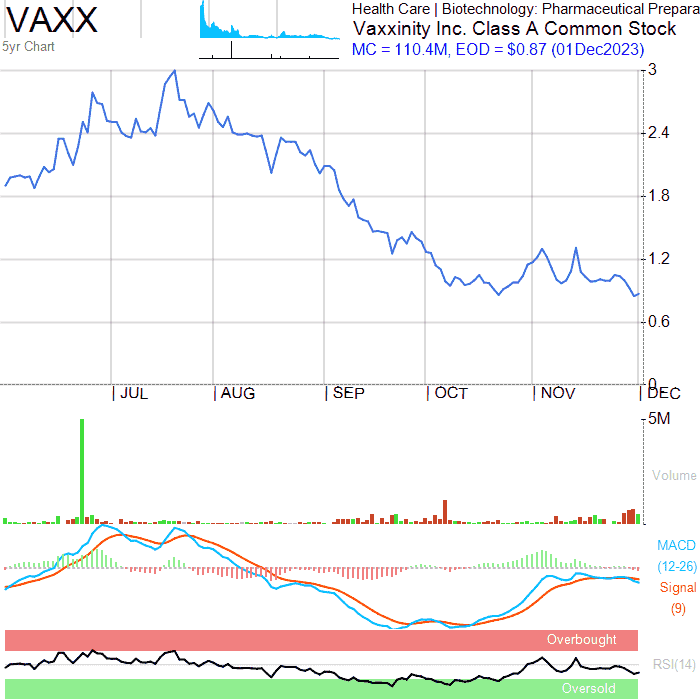 VAXX
5yr Chart
Health Care | Biotechnology: Pharmaceutical Prepara
Vaxxinity Inc. Class A Common Stock
MC = 110.4M, EOD = $0.87 (01Dec2023)
3
2.4
1.8
1.2
0.6
0
JUL AUG SEP OCT NOV DEC
5M
Volume
MACD
(12-26)
Signal
(9)
Overbought
RSI(14)
Oversold